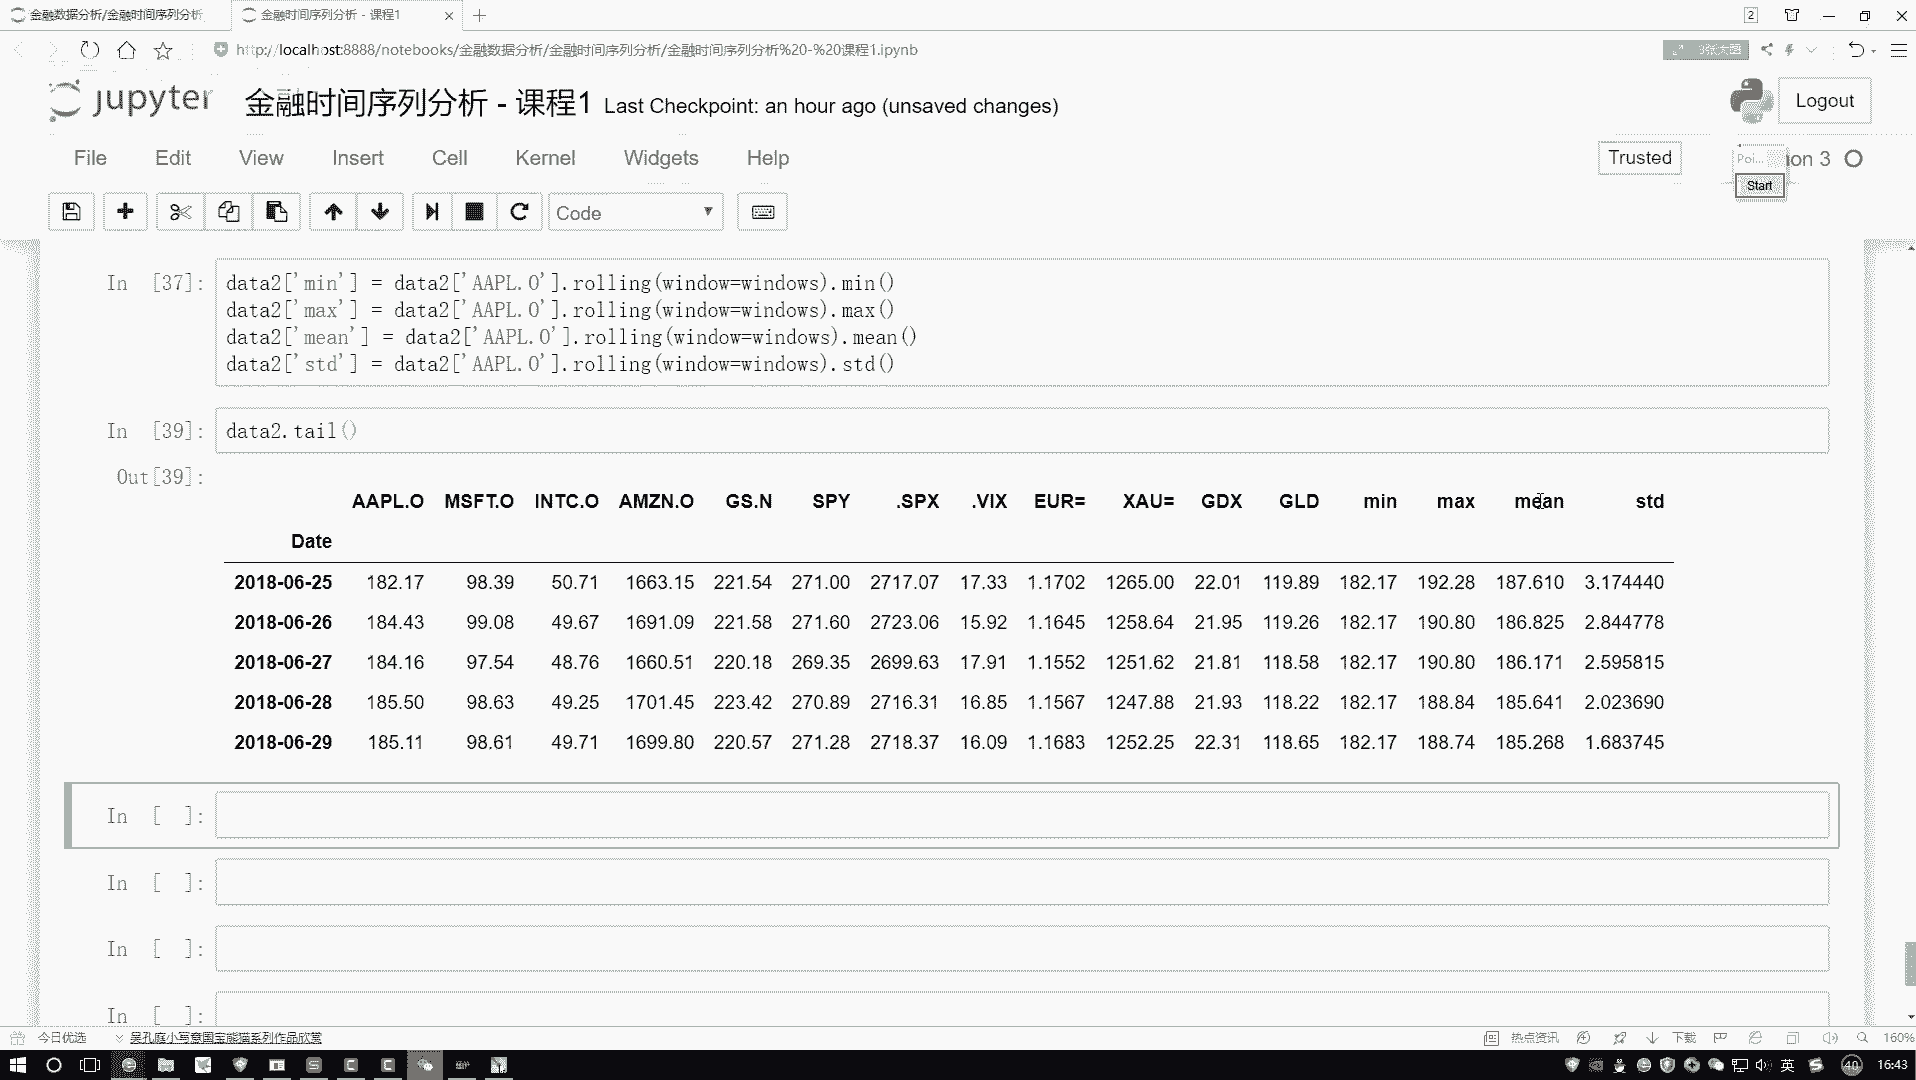 金融数据分析/金融时间序列分析
金融时间序列分析 - 课程1
2
http://localhost:8888/notebooks/金融数据分析/金融时间序列分析/金融时间序列分析%20-%20课程1.ipynb
jupyter 金融时间序列分析 - 课程1 Last Checkpoint: an hour ago (unsaved changes)
Logout
File Edit View Insert Cell Kernel Widgets Help
Trusted
Poi... ion 3
Start
Code
In [37]: data2['min'] = data2['AAPL.O'].rolling(window=windows).min()
data2['max'] = data2['AAPL.O'].rolling(window=windows).max()
data2['mean'] = data2['AAPL.O'].rolling(window=windows).mean()
data2['std'] = data2['AAPL.O'].rolling(window=windows).std()
In [39]: data2.tail()
Out[39]:
AAPL.O MSFT.O INTC.O AMZN.O GS.N SPY .SPX .VIX EUR= XAU= GDX GLD min max mean std
Date
2018-06-25 182.17 98.39 50.71 1663.15 221.54 271.00 2717.07 17.33 1.1702 1265.00 22.01 119.89 182.17 192.28 187.610 3.174440
2018-06-26 184.43 99.08 49.67 1691.09 221.58 271.60 2723.06 15.92 1.1645 1258.64 21.95 119.26 182.17 190.80 186.825 2.844778
2018-06-27 184.16 97.54 48.76 1660.51 220.18 269.35 2699.63 17.91 1.1552 1251.62 21.81 118.58 182.17 190.80 186.171 2.595815
2018-06-28 185.50 98.63 49.25 1701.45 223.42 270.89 2716.31 16.85 1.1567 1247.88 21.93 118.22 182.17 188.84 185.641 2.023690
2018-06-29 185.11 98.61 49.71 1699.80 220.57 271.28 2718.37 16.09 1.1683 1252.25 22.31 118.65 182.17 188.74 185.268 1.683745
In [ ]:
In [ ]:
In [ ]:
In [ ]:
今日优选 吴孔庭小写意国宝熊猫系列作品欣赏
热点资讯 下载 160%
英 40 16:43